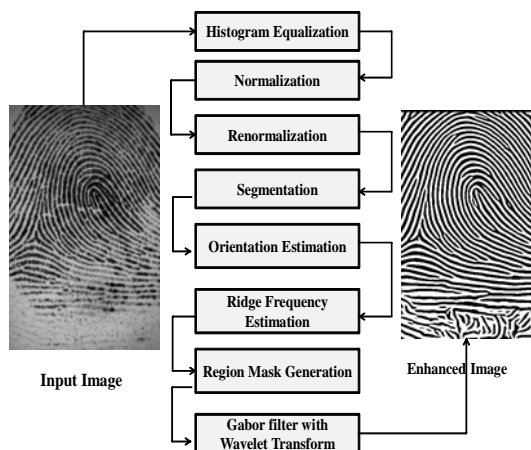 Histogram Equalization
Normalization
Renormalization
Segmentation
Orientation Estimation
Ridge Frequency
Estimation
Region Mask Generation
Gabor filter with
Wavelet Transform
Input Image
Enhanced Image